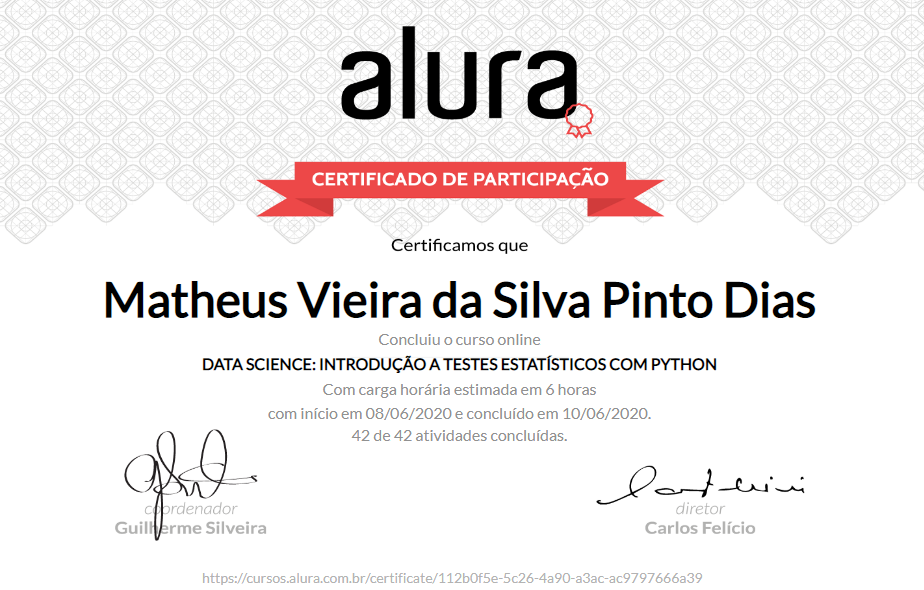 alura
CERTIFICADO DE PARTICIPAÇÃO
Certificamos que
Matheus Vieira da Silva Pinto Dias
Concluiu o curso online
DATA SCIENCE: INTRODUÇÃO A TESTES ESTATÍSTICOS COM PYTHON
Com carga horária estimada em 6 horas
com início em 08/06/2020 e concluído em 10/06/2020.
42 de 42 atividades concluídas.
coordenador
Guilherme Silveira
diretor
Carlos Felício
https://cursos.alura.com.br/certificate/112b0f5e-5c26-4a90-a3ac-ac9797666a39